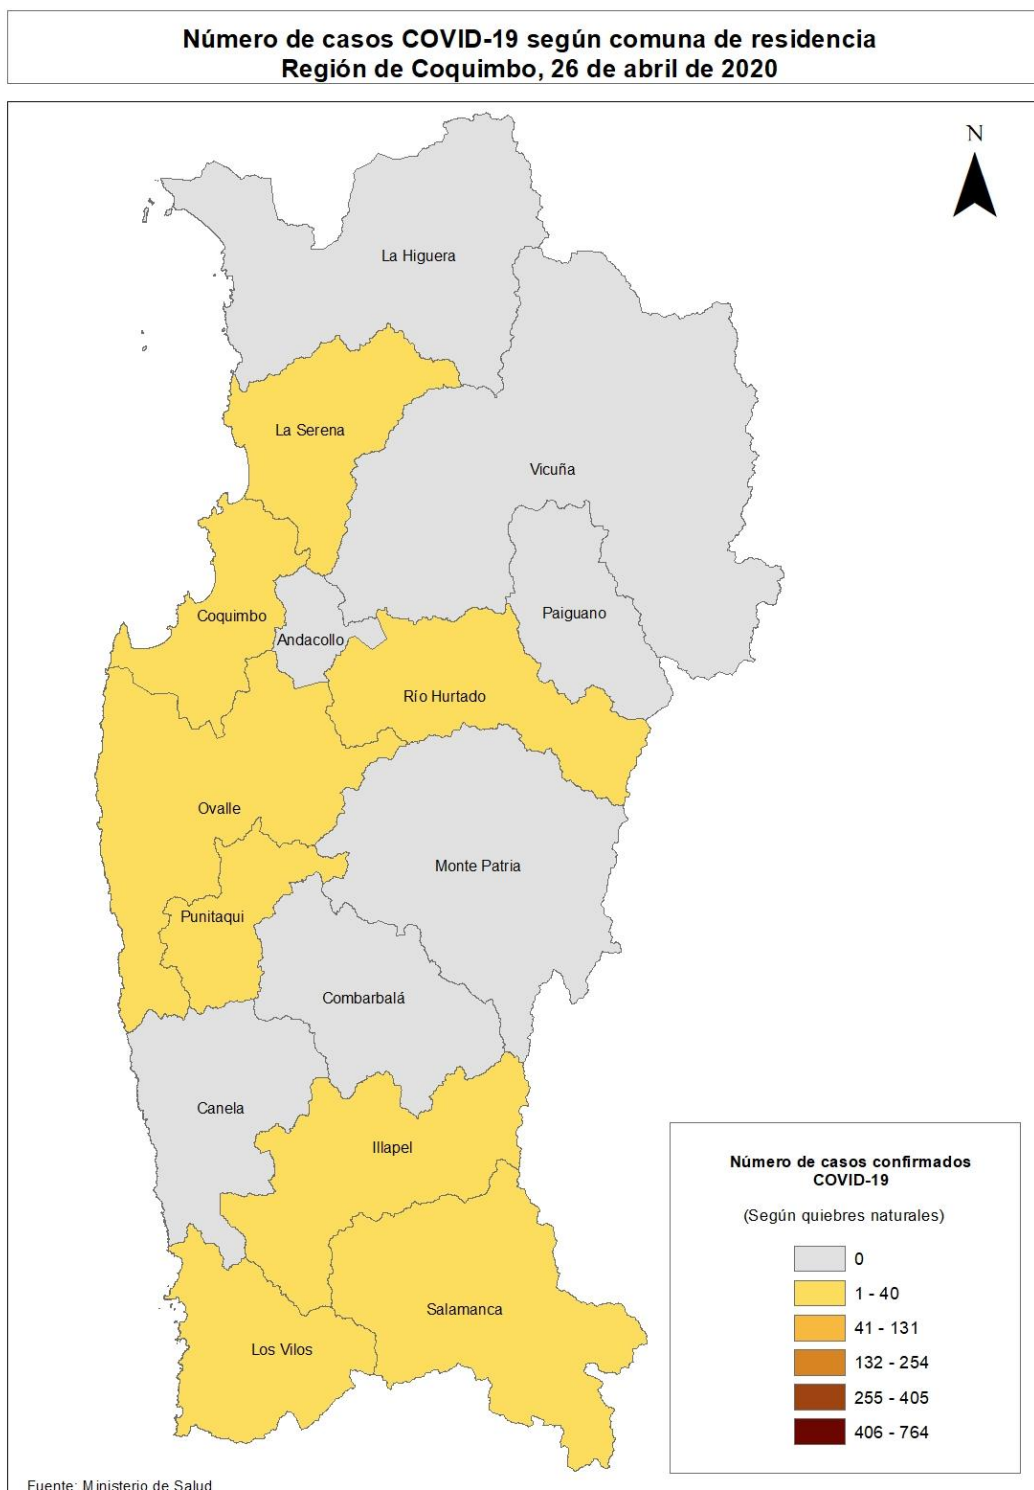 Número de casos COVID-19 según comuna de residencia
Región de Coquimbo, 26 de abril de 2020
N
La Higuera
La Serena
Vicuña
Coquimbo
Andacollo
Paiguano
Río Hurtado
Ovalle
Monte Patria
Punitaqui
Combarbalá
Canela
Illapel
Salamanca
Los Vilos
Número de casos confirmados
COVID-19
(Según quiebres naturales)
0
1 - 40
41 - 131
132 - 254
255 - 405
406 - 764
Fuente: Ministerio de Salud